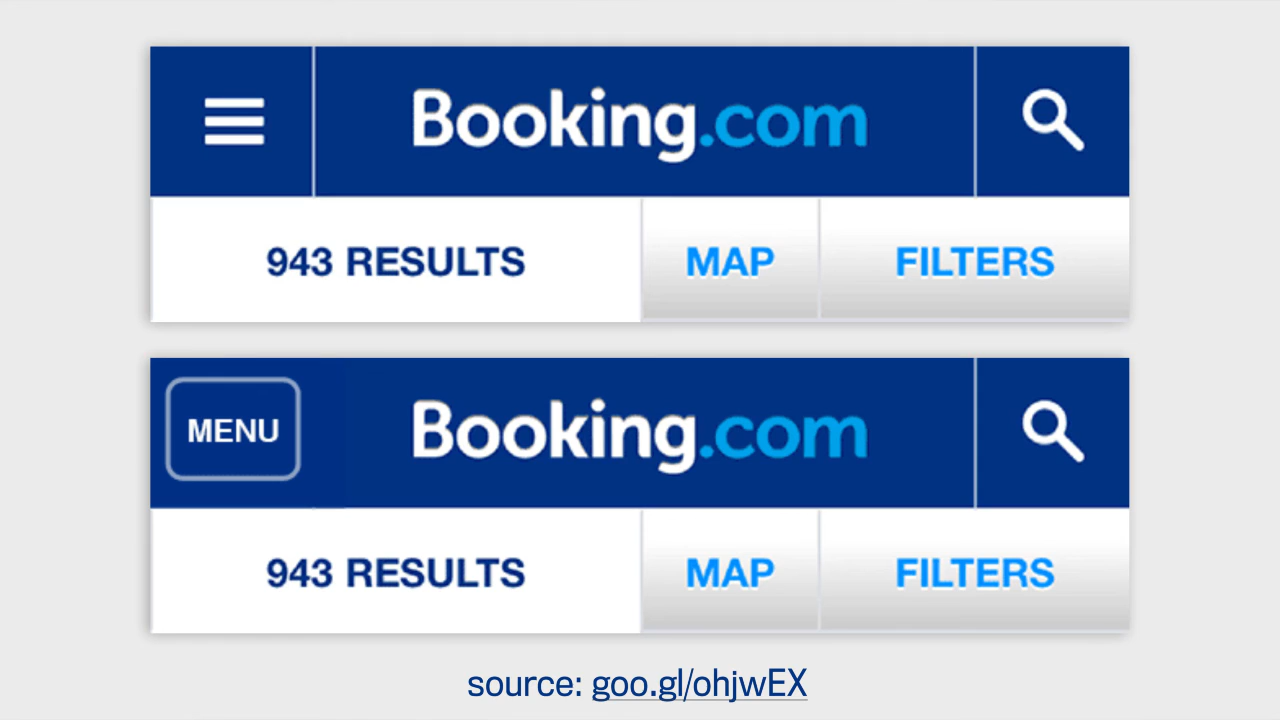 Booking.com
943 RESULTS MAP FILTERS
MENU Booking.com
943 RESULTS MAP FILTERS
source: goo.gl/ohjwEX